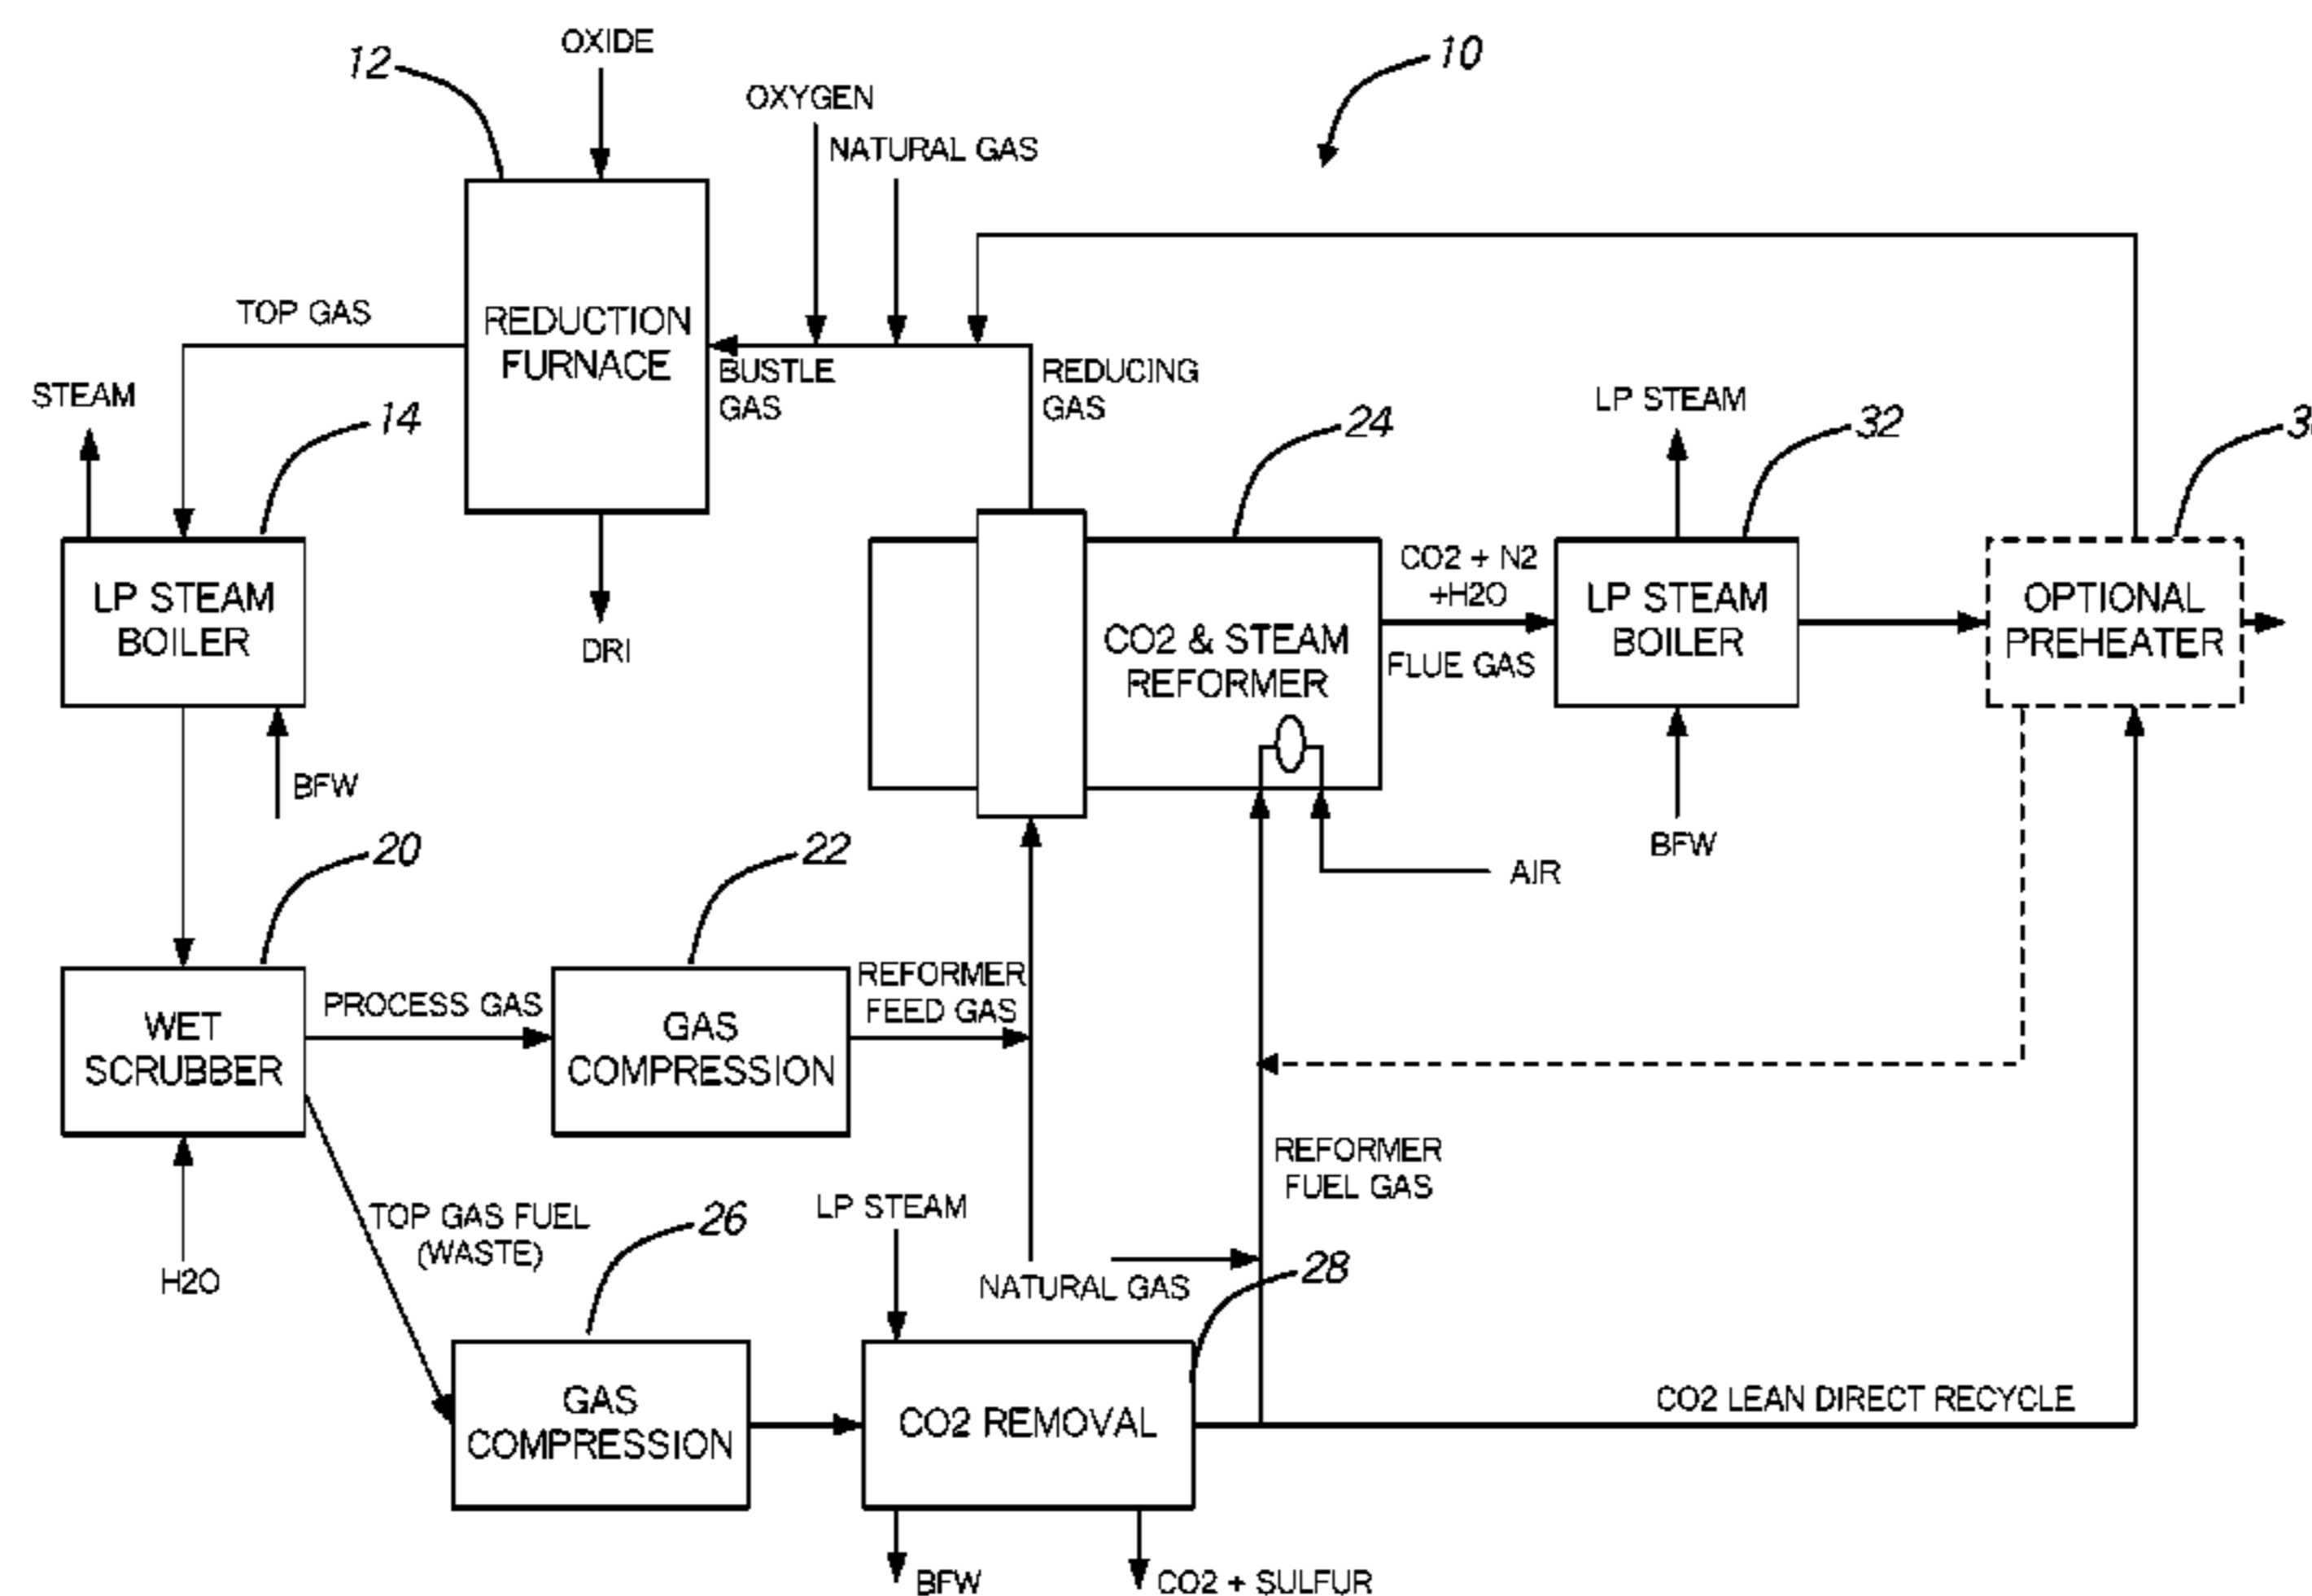 OXIDE
12
10
OXYGEN
NATURAL GAS
TOP GAS
REDUCTION
FURNACE
BUSTLE
GAS
REDUCING
GAS
STEAM
14
24
LP STEAM
32
LP STEAM
BOILER
DRI
CO2 & STEAM
REFORMER
CO2 + N2
+H2O
FLUE GAS
LP STEAM
BOILER
OPTIONAL
PREHEATER
BFW
BFW
AIR
20
22
WET
SCRUBBER
PROCESS GAS
GAS
COMPRESSION
REFORMER
FEED GAS
REFORMER
FUEL GAS
H2O
TOP GAS FUEL
(WASTE)
26
LP STEAM
NATURAL GAS
28
GAS
COMPRESSION
CO2 REMOVAL
CO2 LEAN DIRECT RECYCLE
BFW
CO2 + SULFUR